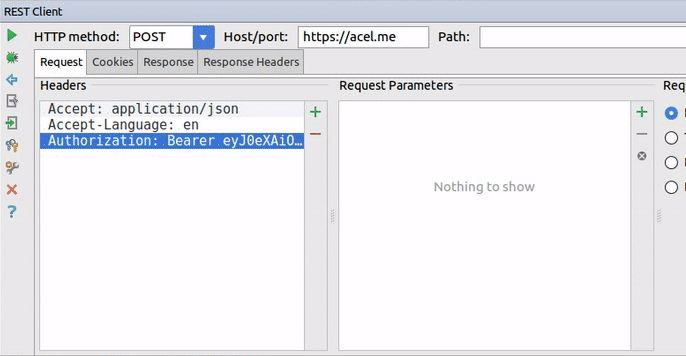 REST Client
HTTP method: POST Host/port: https://acel.me Path:
Request Cookies Response Response Headers
Headers Request Parameters Req
Accept: application/json
Accept-Language: en
Authorization: Bearer eyJ0eXAiO...
Nothing to show